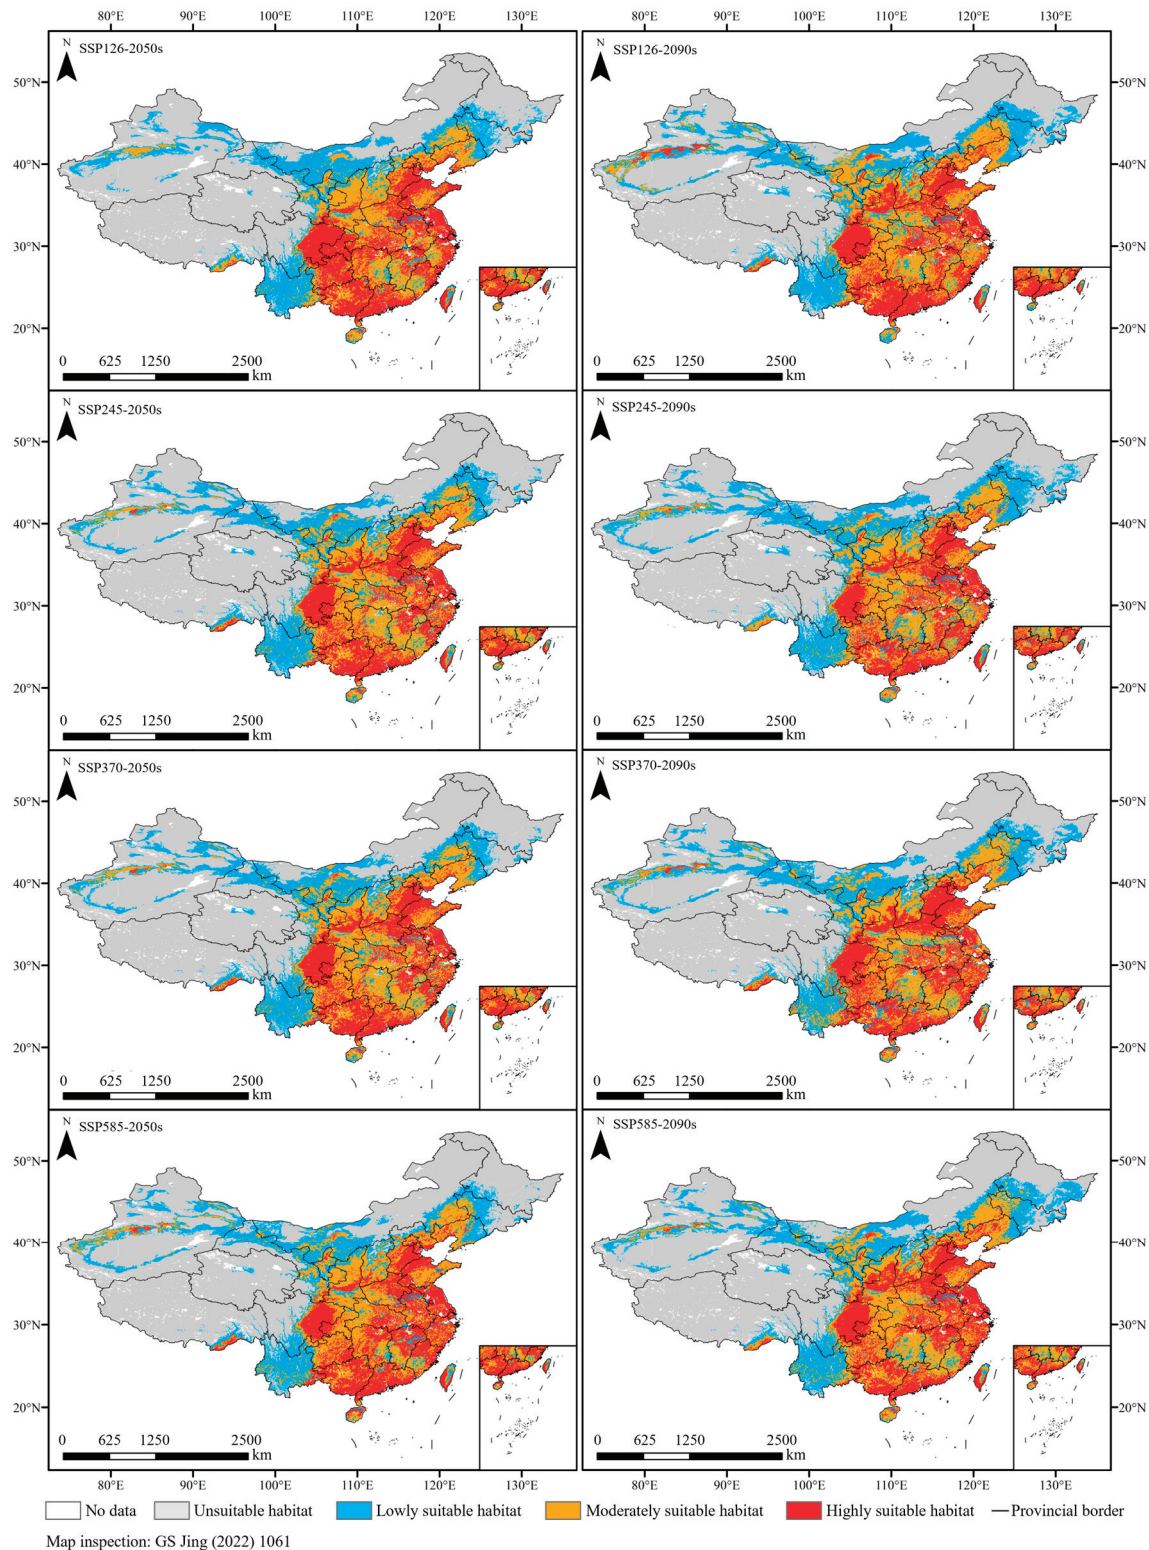 80°E 90°E 100°E 110°E 120°E 130°E 80°E 90°E 100°E 110°E 120°E 130°E
N SSP126-2050s N SSP126-2090s
50°N 50°N
40°N 40°N
30°N 30°N
20°N 20°N
0 625 1250 2500 km 0 625 1250 2500 km
N SSP245-2050s N SSP245-2090s
50°N 50°N
40°N 40°N
30°N 30°N
20°N 20°N
0 625 1250 2500 km 0 625 1250 2500 km
N SSP370-2050s N SSP370-2090s
50°N 50°N
40°N 40°N
30°N 30°N
20°N 20°N
0 625 1250 2500 km 0 625 1250 2500 km
N SSP585-2050s N SSP585-2090s
50°N 50°N
40°N 40°N
30°N 30°N
20°N 20°N
0 625 1250 2500 km 0 625 1250 2500 km
80°E 90°E 100°E 110°E 120°E 130°E 80°E 90°E 100°E 110°E 120°E 130°E
No data Unsuitable habitat Lowly suitable habitat Moderately suitable habitat Highly suitable habitat Provincial border
Map inspection: GS Jing (2022) 1061